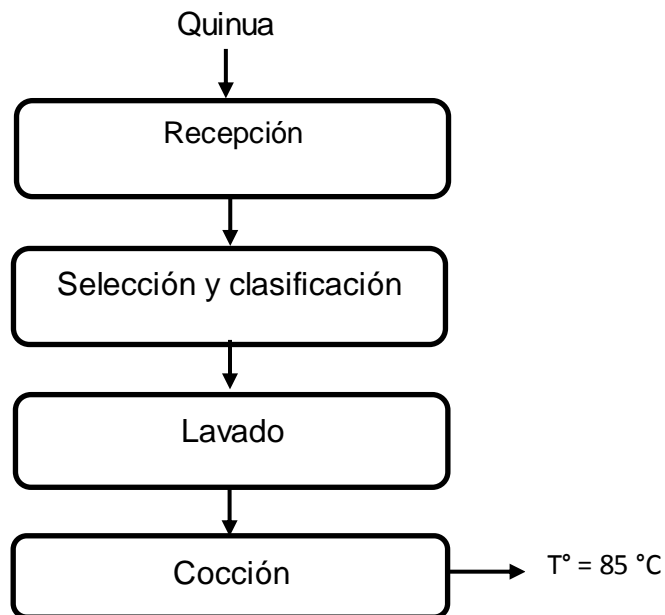 Quinua
Recepción
Selección y clasificación
Lavado
Cocción
T° = 85 °C